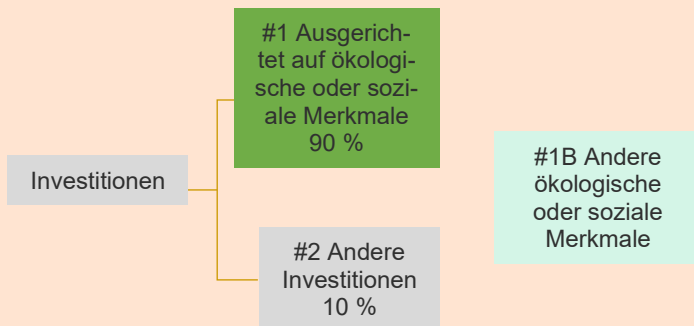 Investitionen
#1 Ausgerich-
tet auf ökologi-
sche oder sozi-
ale Merkmale
90 %
#2 Andere
Investitionen
10 %
#1B Andere
ökologische
oder soziale
Merkmale